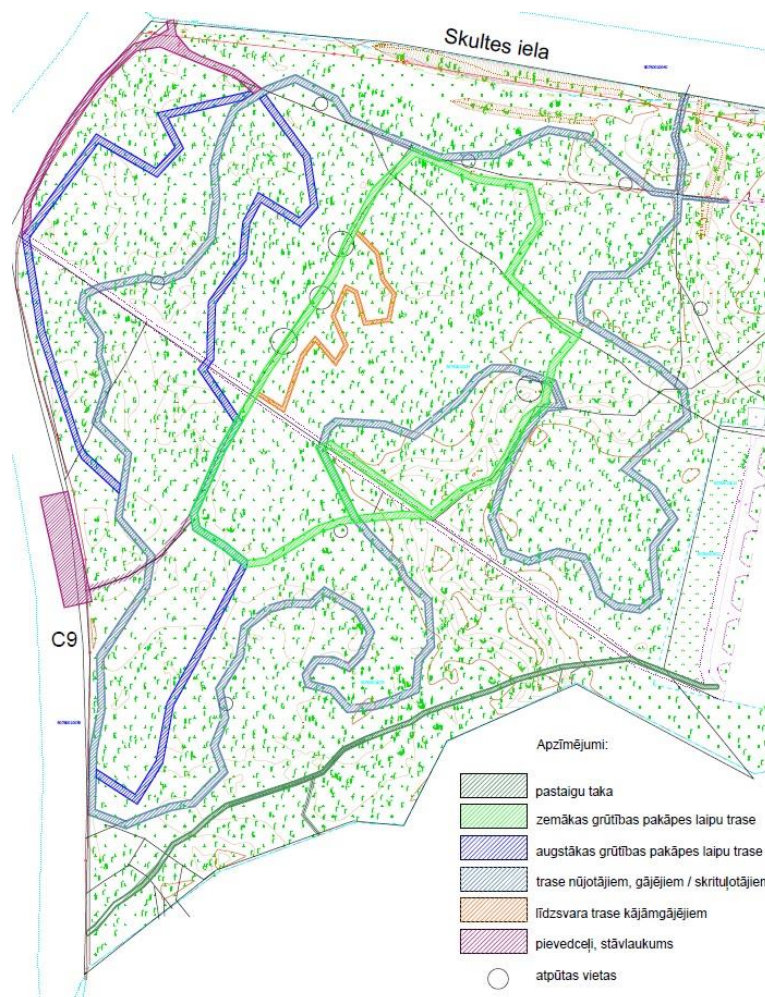 Skultes iela
C9
Apzīmējumi:
pastaigu taka
zemākas grūtības pakāpes laipu trase
augstākas grūtības pakāpes laipu trase
trase nūjotājiem, gājējiem / skrituļotājiem
līdzsvara trase kājāmgājējiem
pievedceļi, stāvlaukums
atpūtas vietas